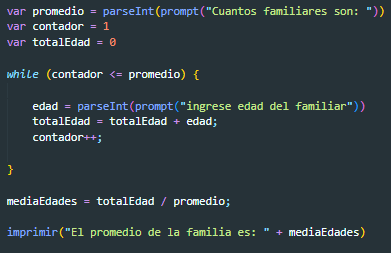 var promedio = parseInt(prompt("Cuantos familiares son: "))
var contador = 1
var totalEdad = 0
while (contador <= promedio) {
edad = parseInt(prompt("ingrese edad del familiar"))
totalEdad = totalEdad + edad;
contador++;
}
mediaEdades = totalEdad / promedio;
imprimir("El promedio de la familia es: " + mediaEdades)